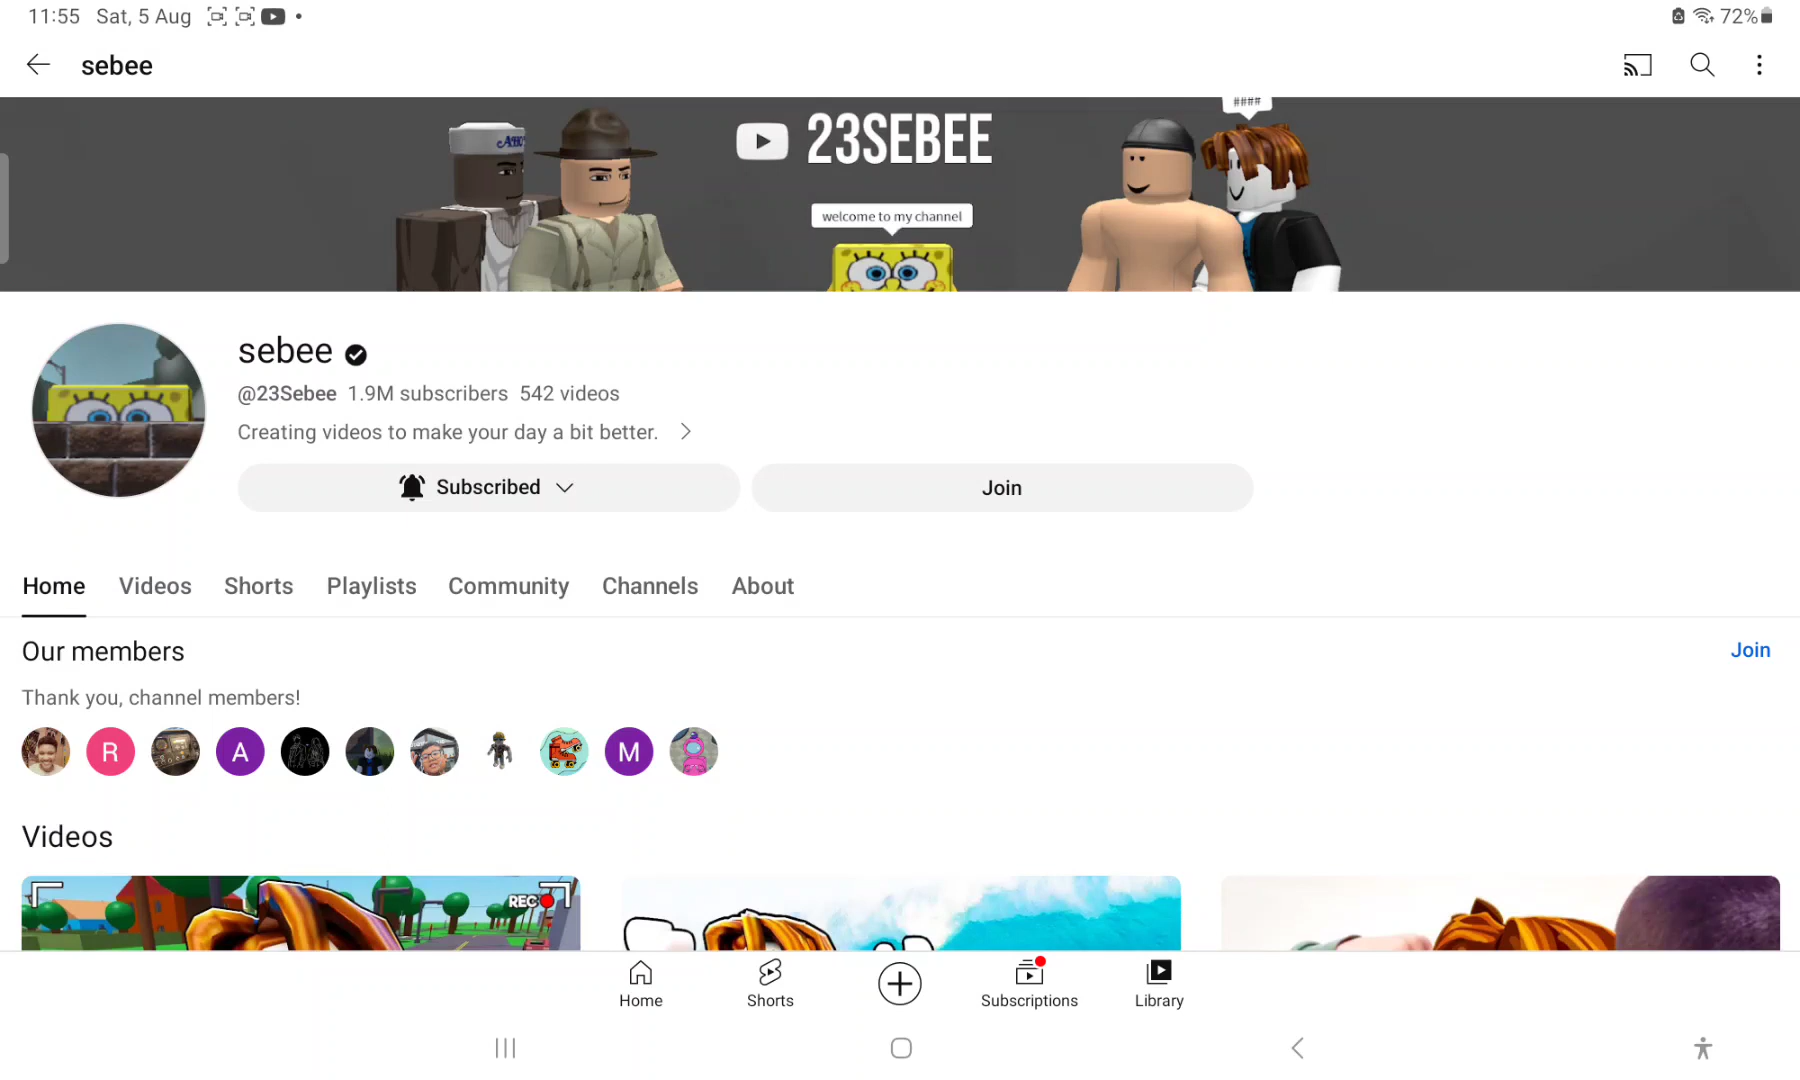 11:55 Sat, 5 Aug 72%
sebee
####
23SEBEE
welcome to my channel
sebee
@23Sebee 1.9M subscribers 542 videos
Creating videos to make your day a bit better.
Subscribed
Join
Home Videos Shorts Playlists Community Channels About
Our members
Join
Thank you, channel members!
R A M
Videos
REC
Home Shorts Subscriptions Library